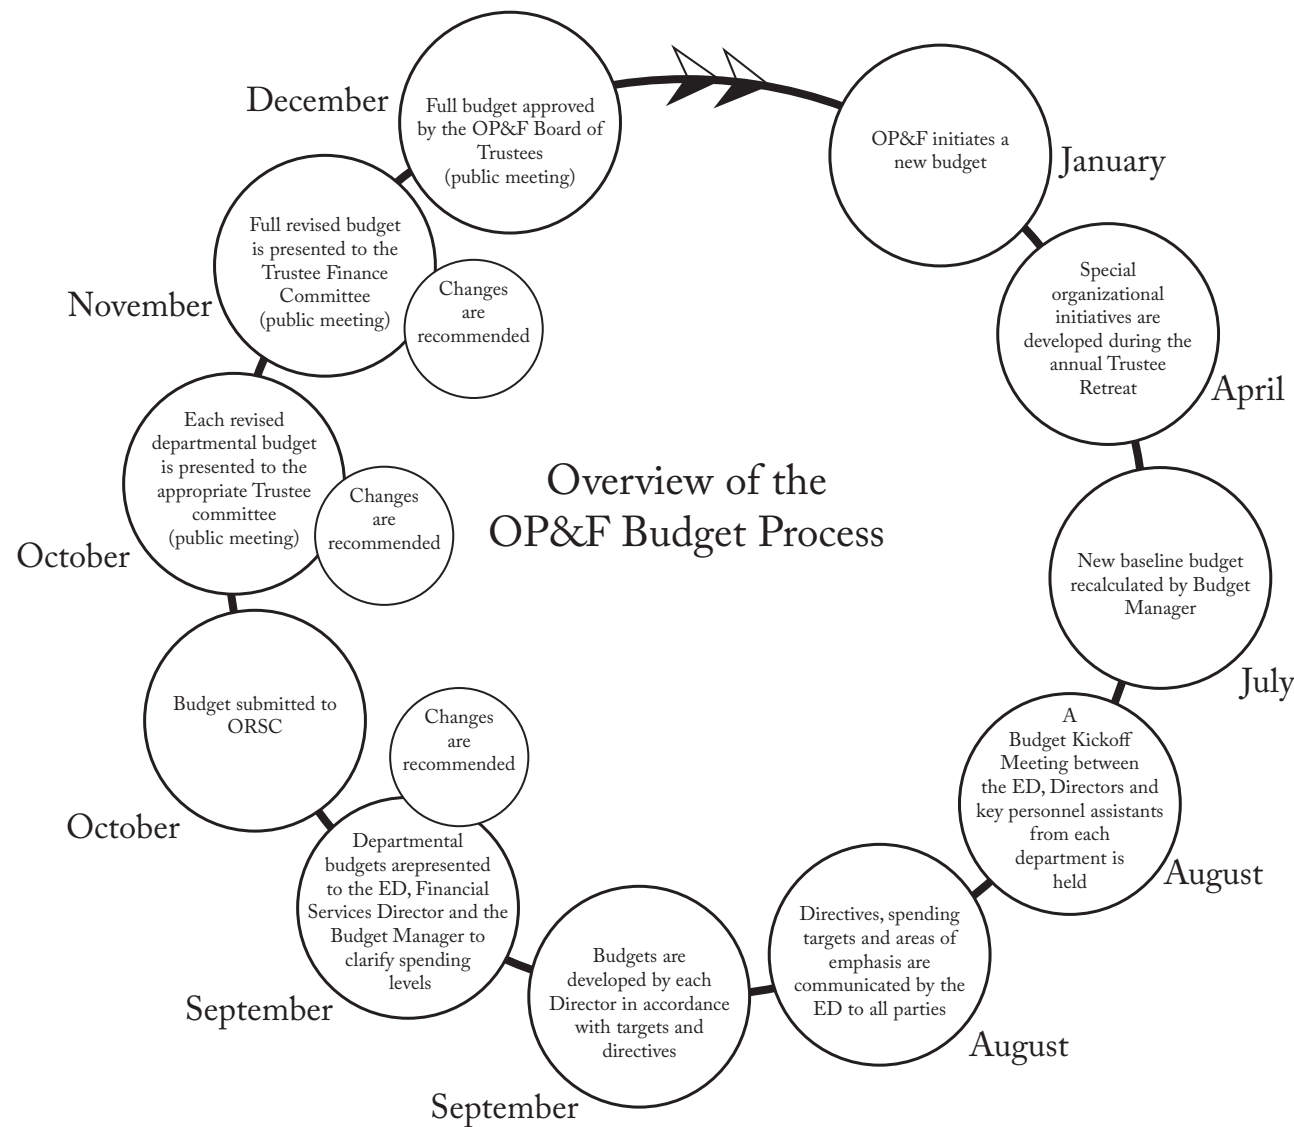 Overview of the
OP&F Budget Process
OP&F initiates a
new budget
January
Special
organizational
initiatives are
developed during the
annual Trustee
Retreat
April
New baseline budget
recalculated by Budget
Manager
July
A
Budget Kickoff
Meeting between
the ED, Directors and
key personnel assistants
from each
department is
held
August
Directives, spending
targets and areas of
emphasis are
communicated by the
ED to all parties
August
Budgets are
developed by each
Director in accordance
with targets and
directives
September
Departmental
budgets arepresented
to the ED, Financial
Services Director and the
Budget Manager to
clarify spending
levels
September
Changes
are
recommended
Budget submitted to
ORSC
October
Each revised
departmental budget
is presented to the
appropriate Trustee
committee
(public meeting)
October
Changes
are
recommended
Full revised budget
is presented to the
Trustee Finance
Committee
(public meeting)
November
Changes
are
recommended
Full budget approved
by the OP&F Board of
Trustees
(public meeting)
December